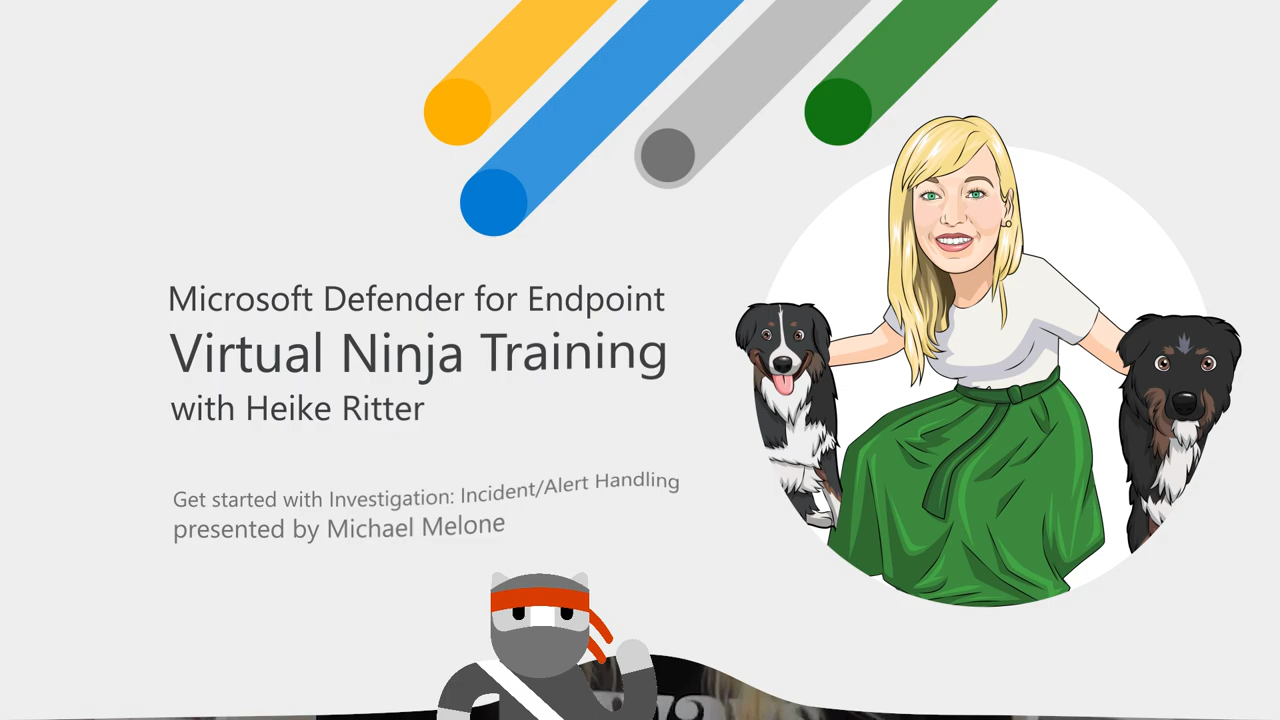 Microsoft Defender for Endpoint
Virtual Ninja Training
with Heike Ritter
Get started with Investigation: Incident/Alert Handling
presented by Michael Melone